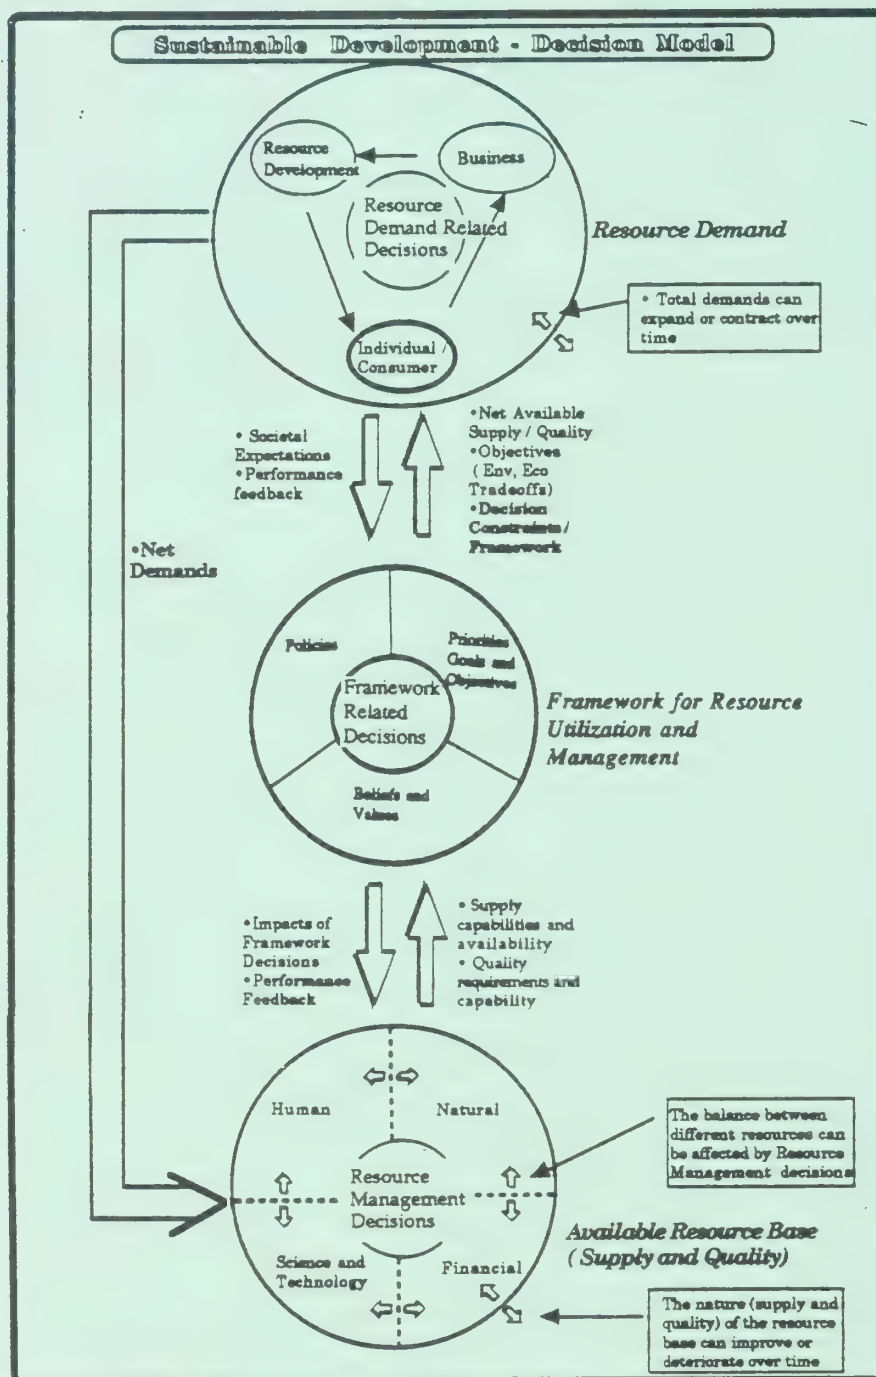 Sustainable Development - Decision Model
Resource
Development
Business
Resource
Demand Related
Decisions
Individual /
Consumer
Resource Demand
• Total demands can
expand or contract over
time
• Societal
Expectations
• Performance
feedback
• Net Available
Supply / Quality
• Objectives
( Env, Eco
Tradeoffs)
• Decision
Constraints /
Framework
• Net
Demands
Policies
Priorities
Goals and
Objectives
Framework
Related
Decisions
Beliefs and
Values
Framework for Resource
Utilization and
Management
• Impacts of
Framework
Decisions
• Performance
Feedback
• Supply
capabilities and
availability
• Quality
requirements and
capability
Human
Natural
Resource
Management
Decisions
Science and
Technology
Financial
The balance between
different resources can
be affected by Resource
Management decisions
Available Resource Base
( Supply and Quality)
The nature (supply and
quality) of the resource
base can improve or
deteriorate over time